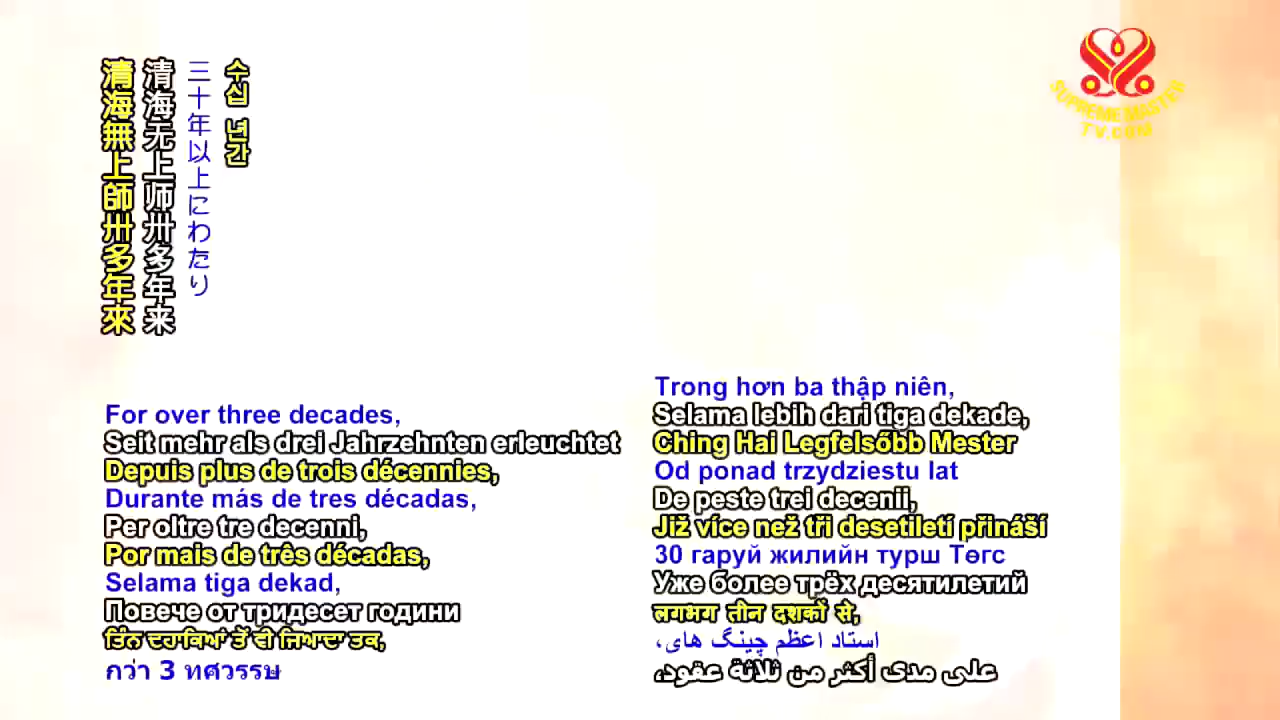 清海無上師卅多年來
清海无上师卅多年来
三十年以上にわたり
수십 년간
SUPREME MASTER
TV.COM
For over three decades,
Seit mehr als drei Jahrzehnten erleuchtet
Depuis plus de trois décennies,
Durante más de tres décadas,
Per oltre tre decenni,
Por mais de três décadas,
Selama tiga dekad,
Повече от тридесет години
ਤਿੰਨ ਦਹਾਕਿਆਂ ਤੋਂ ਵੀ ਜਿਆਦਾ ਤਕ,
กว่า 3 ทศวรรษ
Trong hơn ba thập niên,
Selama lebih dari tiga dekade,
Ching Hai Legfelsőbb Mester
Od ponad trzydziestu lat
De peste trei decenii,
Již více než tři desetiletí přináší
30 гаруй жилийн турш Төгс
Уже более трёх десятилетий
लगभग तीन दशकों से,
استاد اعظم چینگ های،
على مدى أكثر من ثلاثة عقود،